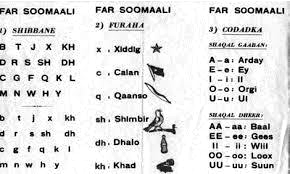 FAR SOOMAALI
1) SHIBBANE
B T J X KH
D R S SH DH
C G F Q K L
M N W H Y
b t j x kh
d r s sh dh
c g f q k l
m n w h y
FAR SOOMAALI
2) FURAHA
x. Xiddig
c. Calan
q. Qaanso
sh. Shimbir
dh Dhalo
kh. Khad
FAR SOOMAALI
3) CODADKA
SHAQAL GAABAN:
A - a: Arday
E - e: Ey
I - i: Il
O - o: Orgi
U - u: Ul
SHAQAL DHEER:
AA - aa: Baal
EE - ee: Gees
II - ii: Wiil
OO - oo: Loox
UU - uu: Suun